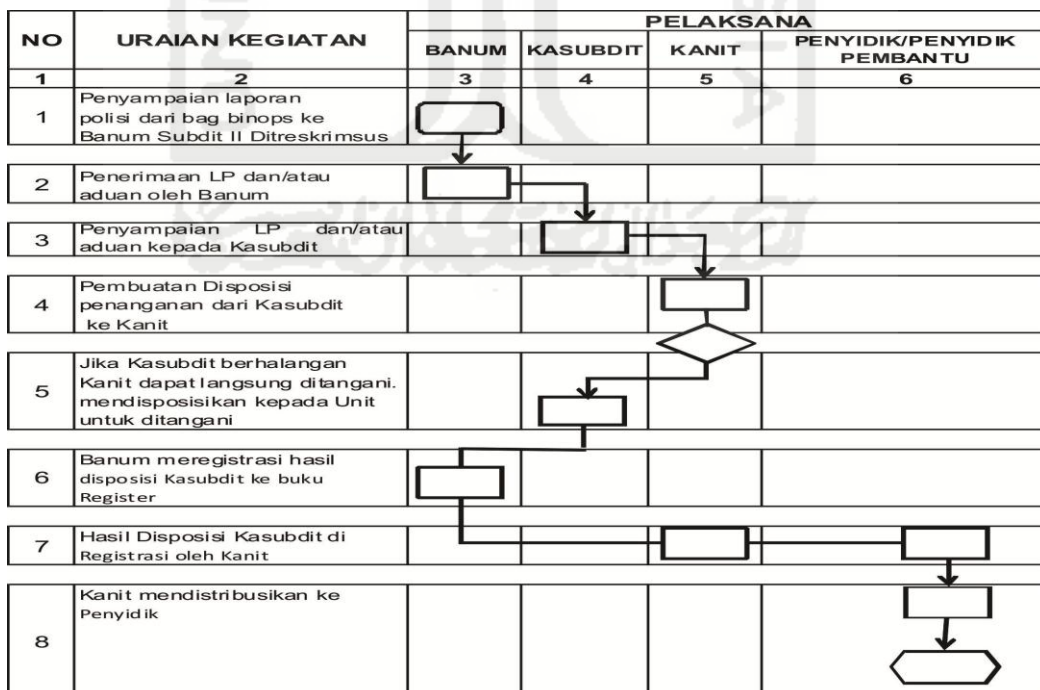 NO URAIAN KEGIATAN PELAKSANA
BANUM KASUBDIT KANIT PENYIDIK/PENYIDIK
PEMBANTU
1 2 3 4 5 6
1 Penyampaian laporan
polisi dari bag binops ke
Banum Subdit II Ditreskrimsus
2 Penerimaan LP dan/atau
aduan oleh Banum
3 Penyampaian LP dan/atau
aduan kepada Kasubdit
4 Pembuatan Disposisi
penanganan dari Kasubdit
ke Kanit
5 Jika Kasubdit berhalangan
Kanit dapat langsung ditangani.
mendisposisikan kepada Unit
untuk ditangani
6 Banum meregistrasi hasil
disposisi Kasubdit ke buku
Register
7 Hasil Disposisi Kasubdit di
Registrasi oleh Kanit
8 Kanit mendistribusikan ke
Penyidik